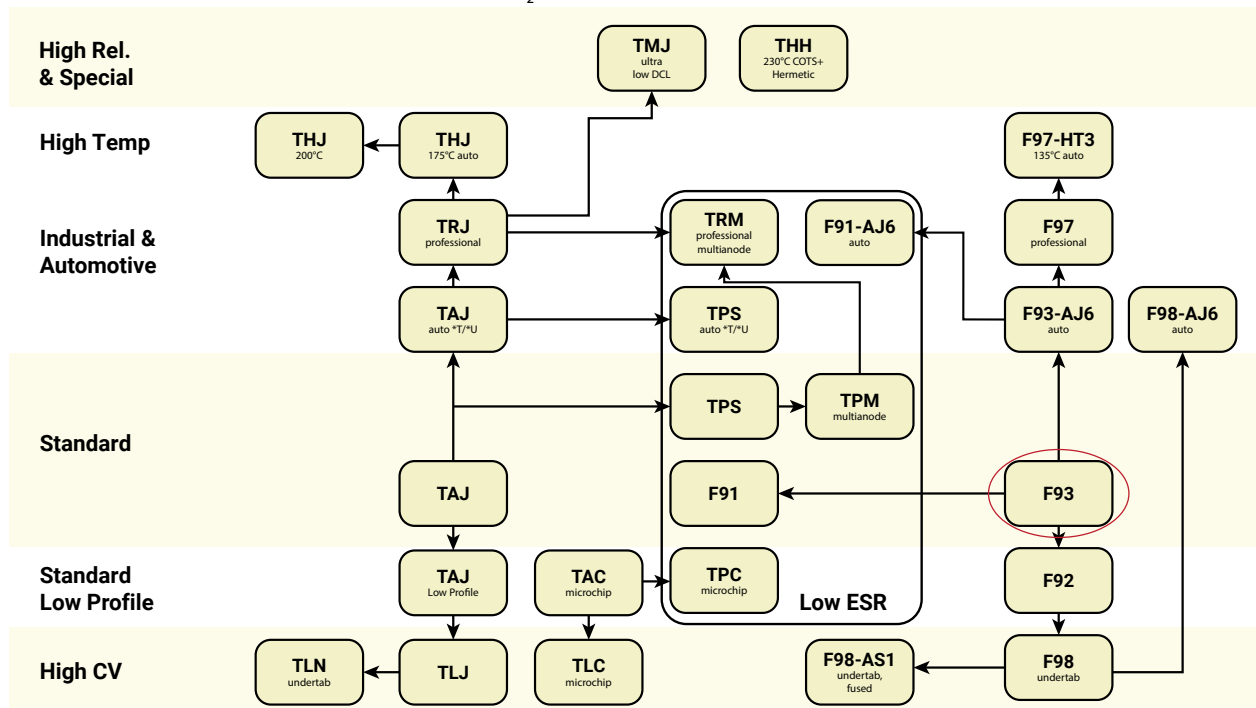 2
High Rel.
& Special
TMJ
ultra
low DCL
THH
230°C COTS+
Hermetic
High Temp
THJ
200°C
THJ
175°C auto
F97-HT3
135°C auto
Industrial &
Automotive
TRJ
professional
TRM
professional
multianode
F91-AJ6
auto
F97
professional
TAJ
auto *T/*U
TPS
auto *T/*U
F93-AJ6
auto
F98-AJ6
auto
Standard
TPS
TPM
multianode
TAJ
F91
F93
Standard
Low Profile
TAJ
Low Profile
TAC
microchip
TPC
microchip
Low ESR
F92
High CV
TLN
undertab
TLJ
TLC
microchip
F98-AS1
undertab,
fused
F98
undertab